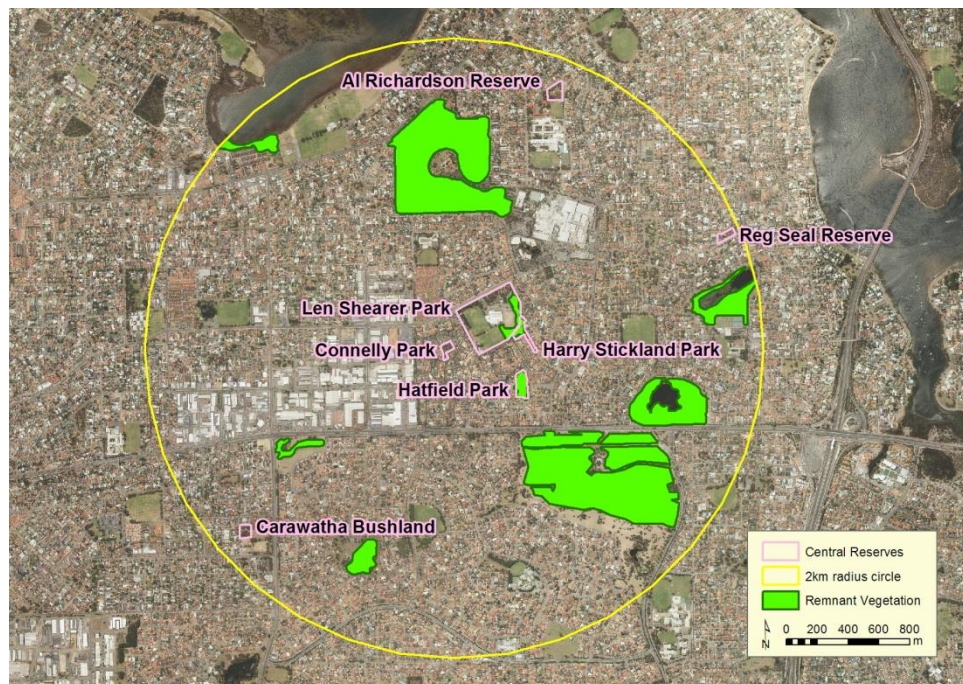 Al Richardson Reserve
Reg Seal Reserve
Len Shearer Park
Connelly Park
Harry Stickland Park
Hatfield Park
Carawatha Bushland
Central Reserves
2km radius circle
Remnant Vegetation
N
0 200 400 600 800
m